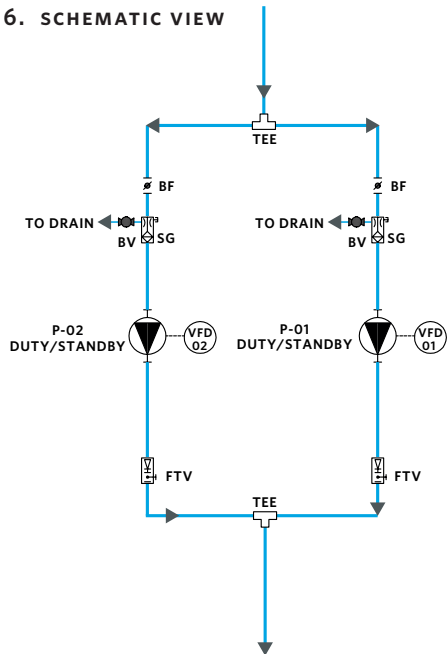 6. SCHEMATIC VIEW
TEE
BF
BF
TO DRAIN
BV
SG
TO DRAIN
BV
SG
P-02
DUTY/STANDBY
VFD
02
P-01
DUTY/STANDBY
VFD
01
FTV
FTV
TEE